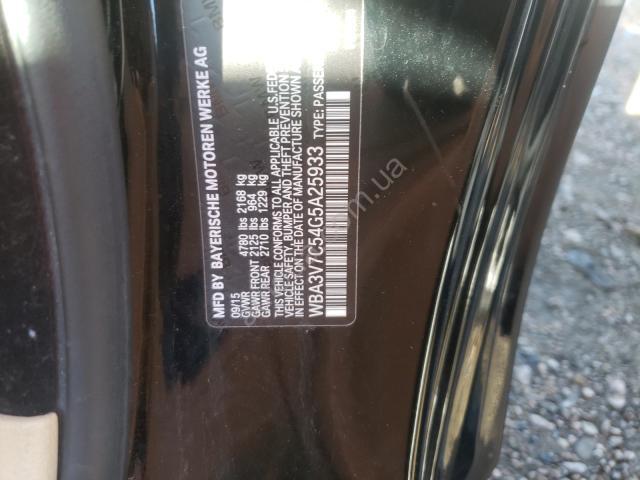 MFD BY BAYERISCHE MOTOREN WERKE AG
09/15
GVWR 4780 lbs 2168 kg
GAWR FRONT 2125 lbs 964 kg
GAWR REAR 2710 lbs 1229 kg
THIS VEHICLE CONFORMS TO ALL APPLICABLE U.S. FED
VEHICLE SAFETY, BUMPER AND THEFT PREVENTION
IN EFFECT ON THE DATE OF MANUFACTURE SHOWN
WBA3V7C54G5A25933 TYPE: PASSE